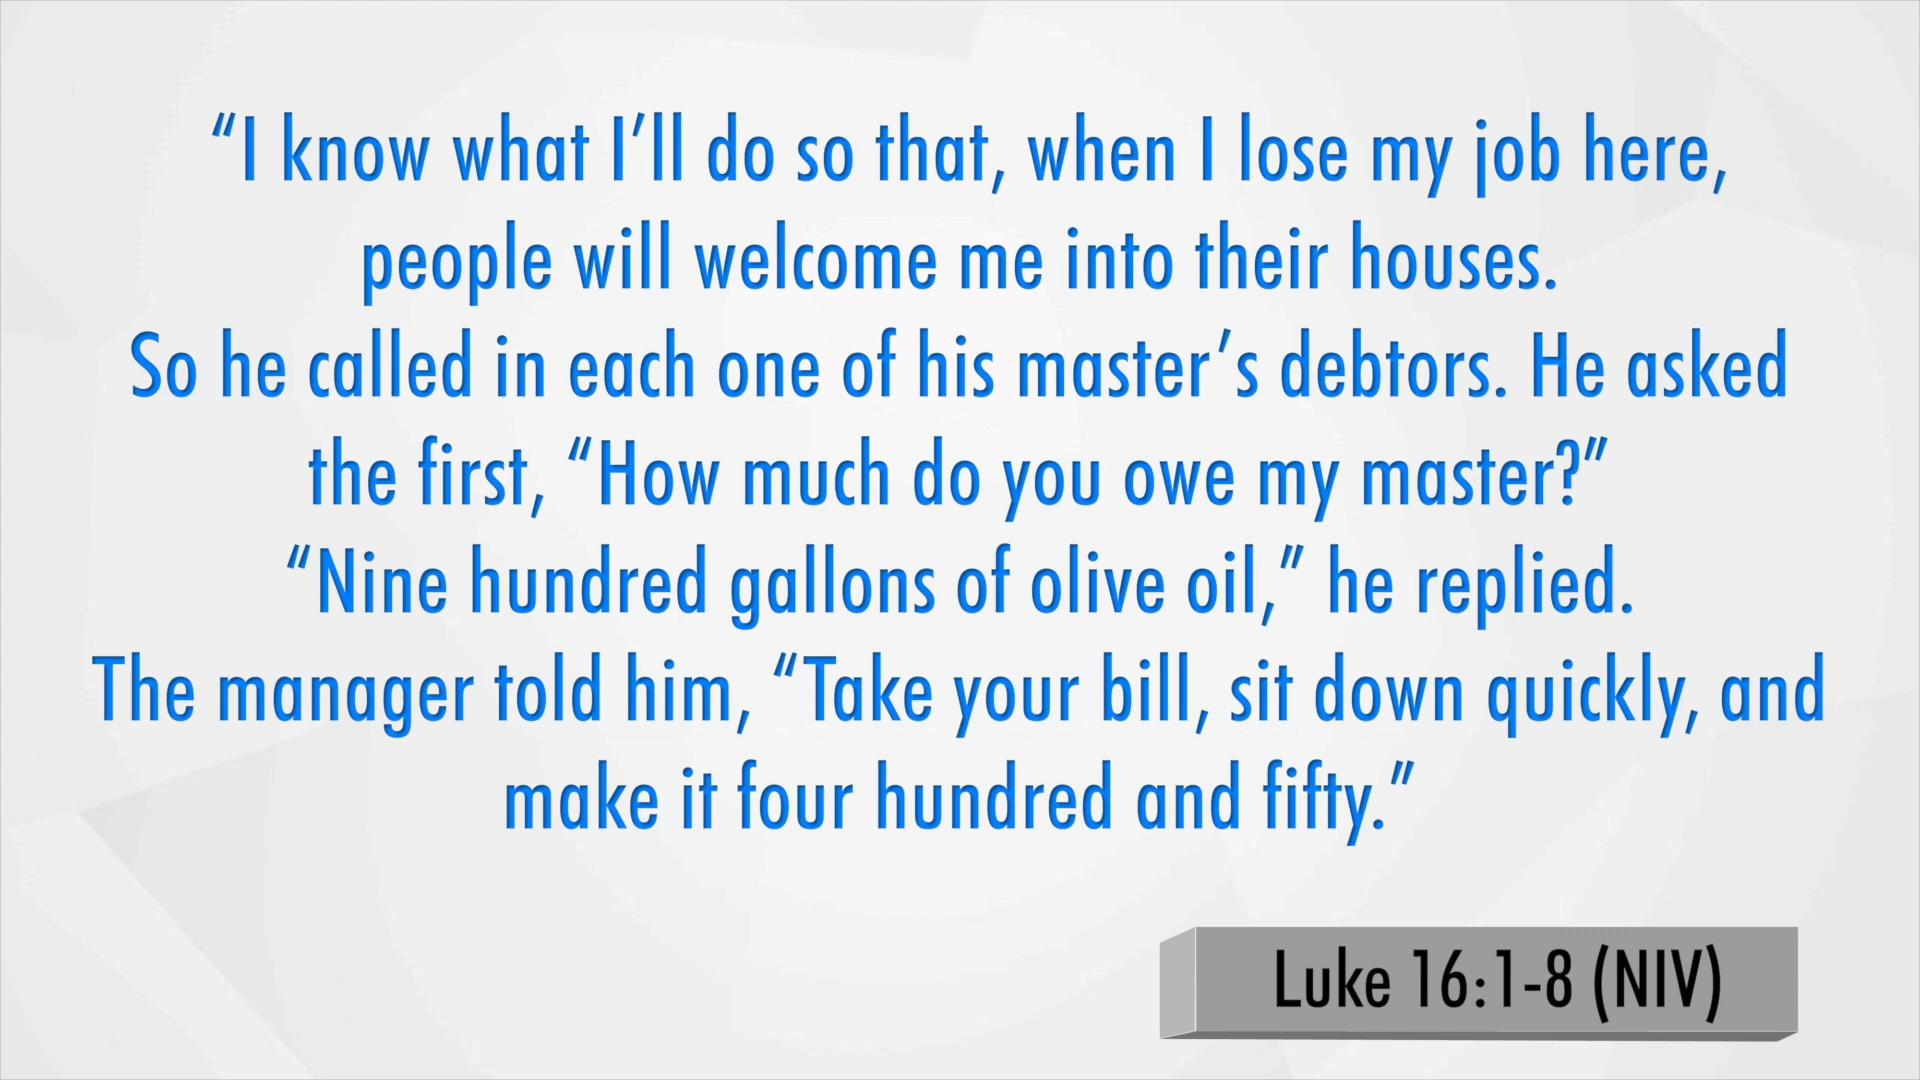 “I know what I’ll do so that, when I lose my job here,
people will welcome me into their houses.
So he called in each one of his master’s debtors. He asked
the first, “How much do you owe my master?”
“Nine hundred gallons of olive oil,” he replied.
The manager told him, “Take your bill, sit down quickly, and
make it four hundred and fifty.”
Luke 16:1-8 (NIV)